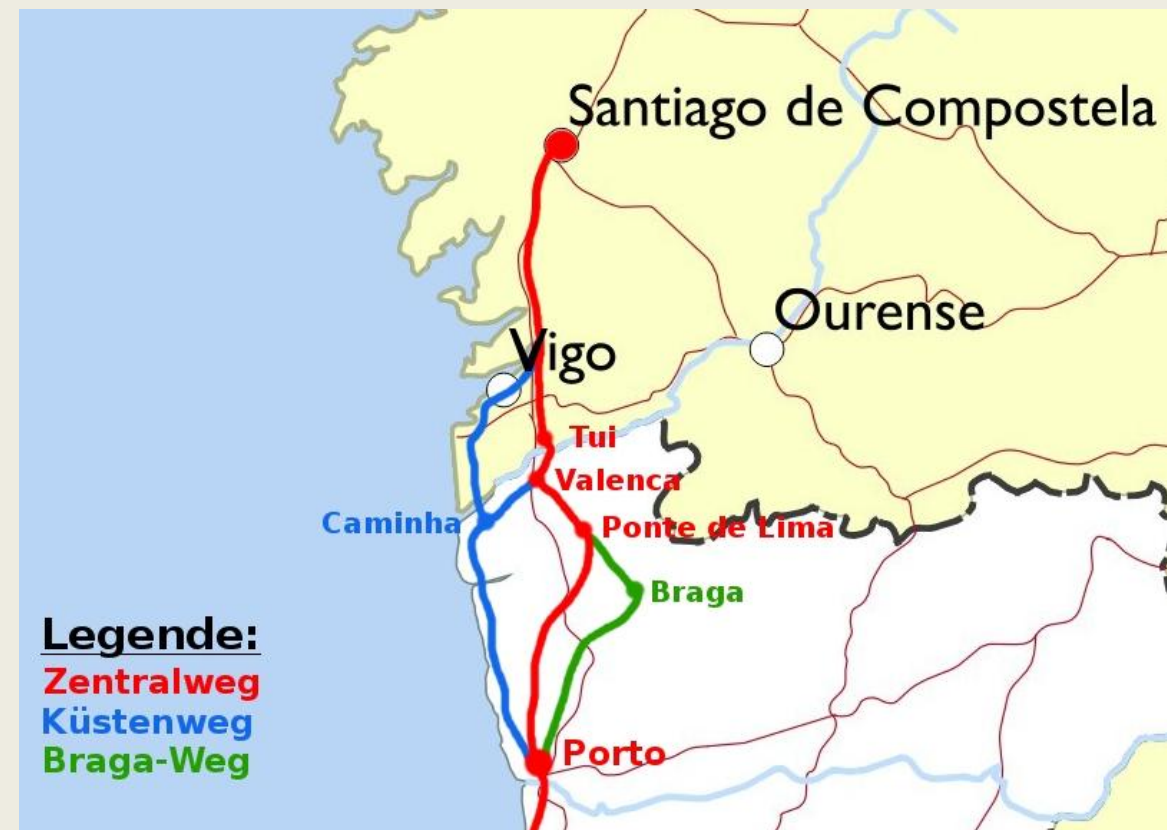 Santiago de Compostela
Ourense
Vigo
Tui
Valenca
Caminha
Ponte de Lima
Braga
Legende:
Zentralweg
Küstenweg
Braga-Weg
Porto